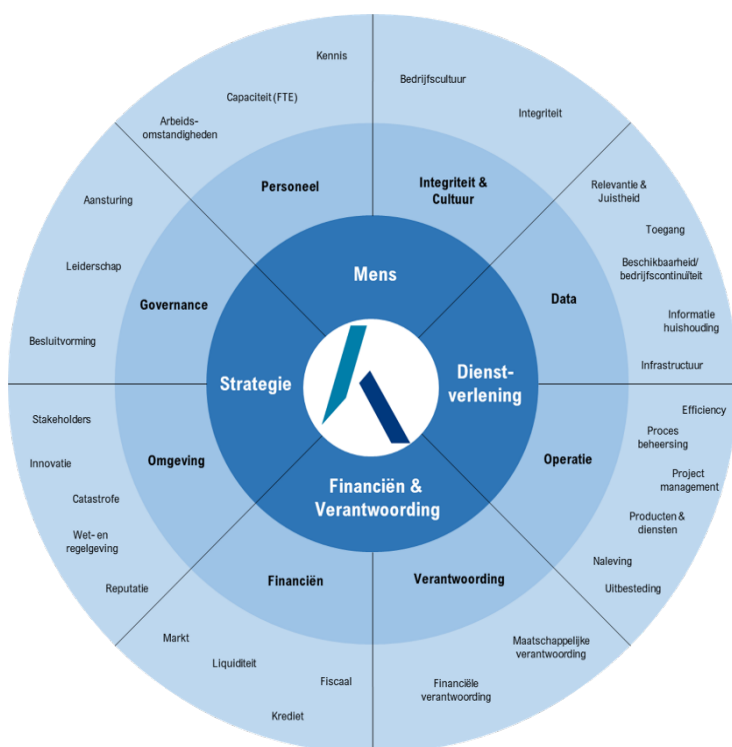 Kennis
Capaciteit (FTE)
Arbeids-
omstandigheden
Bedrijfscultuur
Integriteit
Personeel
Integriteit &
Cultuur
Relevantie &
Juistheid
Toegang
Beschikbaarheid/
bedrijfscontinuïteit
Informatie
huishouding
Infrastructuur
Aansturing
Leiderschap
Besluitvorming
Governance
Data
Mens
Strategie
Dienst-
verlening
Financiën &
Verantwoording
Omgeving
Operatie
Stakeholders
Innovatie
Catastrofe
Wet- en
regelgeving
Reputatie
Efficiency
Proces
beheersing
Project
management
Producten &
diensten
Naleving
Uitbesteding
Financiën
Verantwoording
Markt
Liquiditeit
Fiscaal
Krediet
Maatschappelijke
verantwoording
Financiële
verantwoording